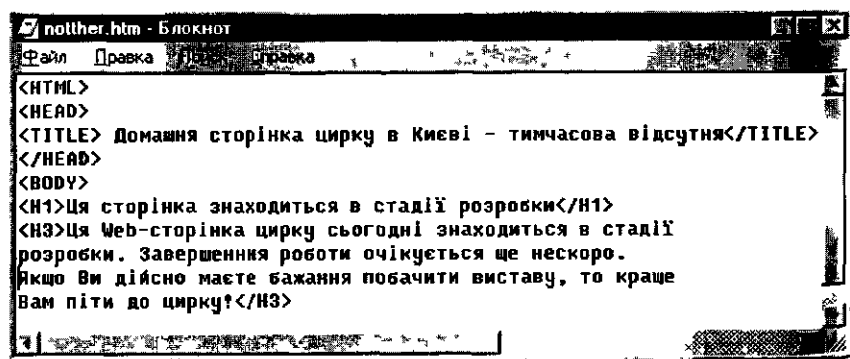 notther.htm - Блокнот
Файл Правка Справка
<HTML>
<HEAD>
<TITLE> Домашня сторінка цирку в Києві - тимчасова відсутня</TITLE>
</HEAD>
<BODY>
<H1>Ця сторінка знаходиться в стадії розробки</H1>
<H3>Ця Web-сторінка цирку сьогодні знаходиться в стадії
розробки. Завершенння роботи очікується ще нескоро.
Якщо Ви дійсно маєте бажання побачити виставу, то краще
Вам піти до цирку!</H3>